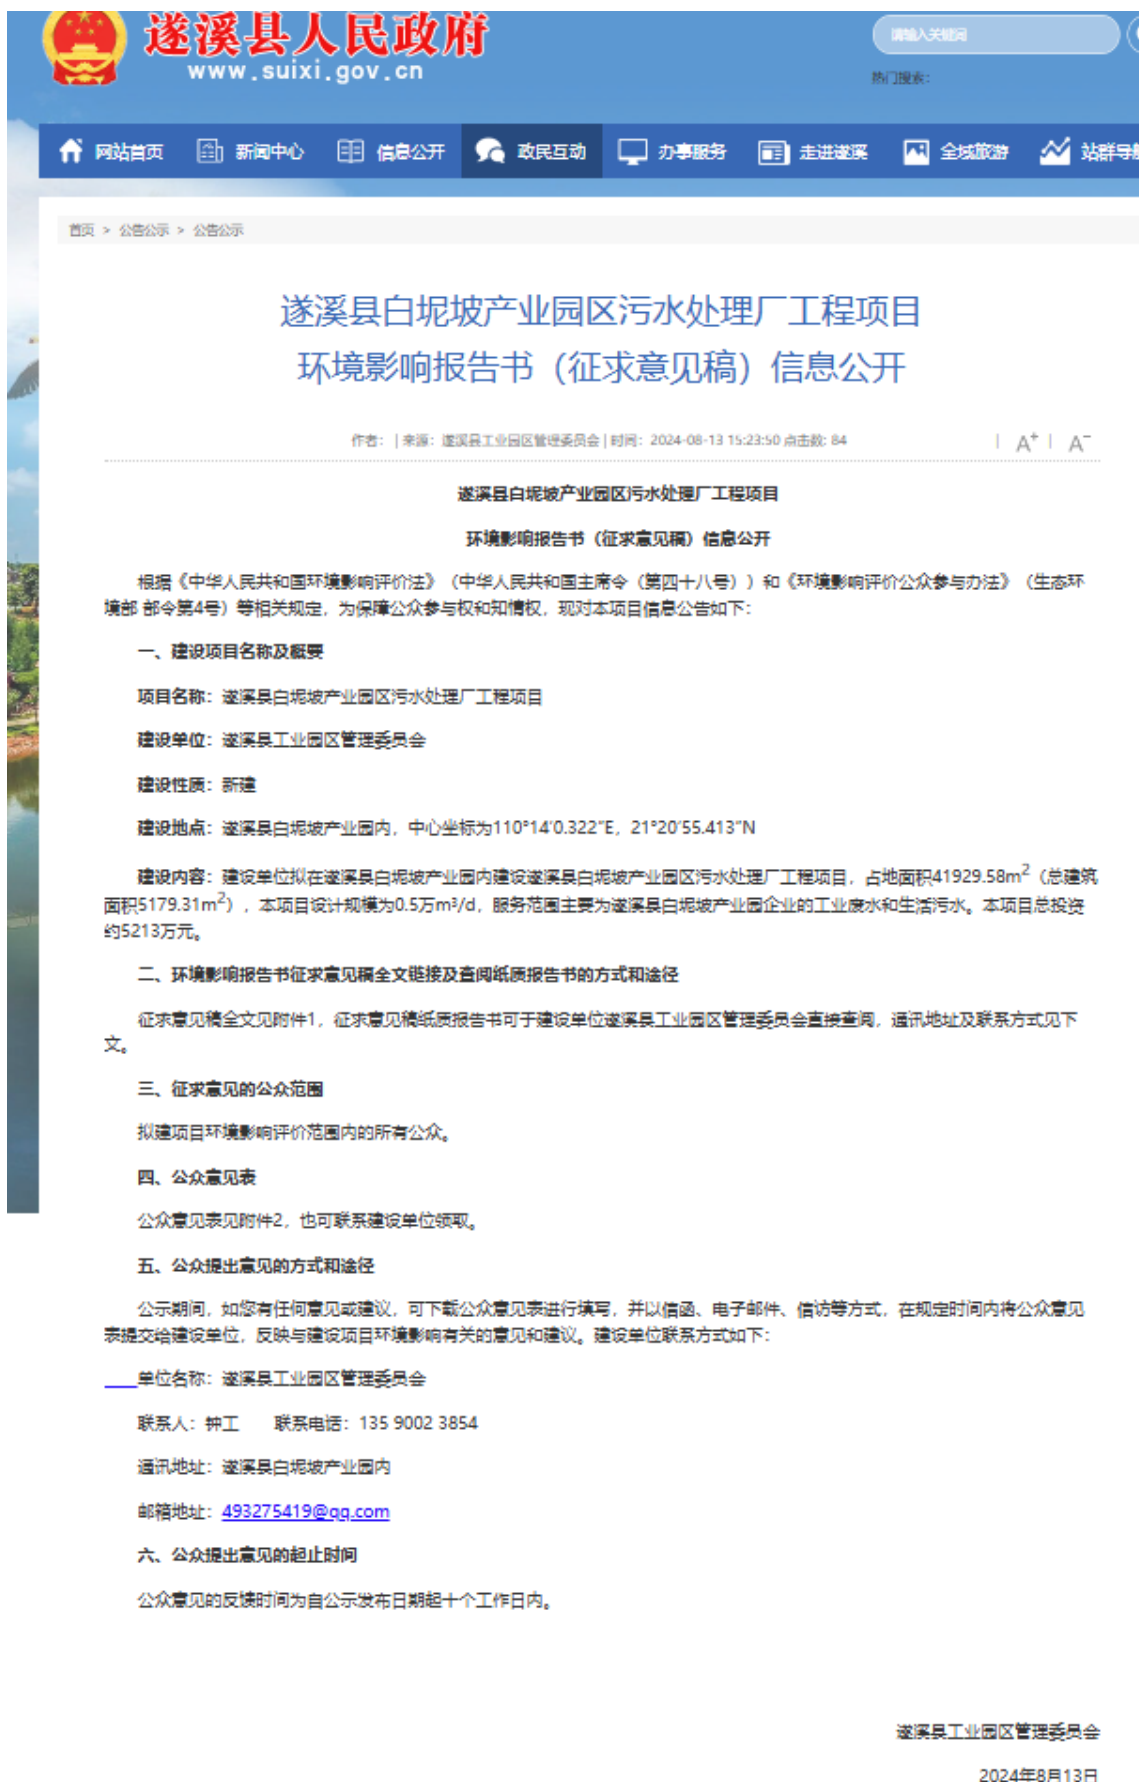 遂溪县人民政府
www.suixi.gov.cn
请输入关键词
热门搜索：
网站首页 新闻中心 信息公开 政民互动 办事服务 走进遂溪 全域旅游 站群导航
首页 > 公告公示 > 公告公示
遂溪县白坭坡产业园区污水处理厂工程项目
环境影响报告书（征求意见稿）信息公开
作者： | 来源：遂溪县工业园区管理委员会 | 时间：2024-08-13 15:23:50 点击数: 84 | A+ | A-
遂溪县白坭坡产业园区污水处理厂工程项目
环境影响报告书（征求意见稿）信息公开
根据《中华人民共和国环境影响评价法》（中华人民共和国主席令（第四十八号））和《环境影响评价公众参与办法》（生态环
境部 部令第4号）等相关规定，为保障公众参与权和知情权，现对本项目信息公告如下：
一、建设项目名称及概要
项目名称：遂溪县白坭坡产业园区污水处理厂工程项目
建设单位：遂溪县工业园区管理委员会
建设性质：新建
建设地点：遂溪县白坭坡产业园内，中心坐标为110°14′0.322″E，21°20′55.413″N
建设内容：建设单位拟在遂溪县白坭坡产业园内建设遂溪县白坭坡产业园区污水处理厂工程项目，占地面积41929.58m²（总建筑
面积5179.31m²），本项目设计规模为0.5万m³/d，服务范围主要为遂溪县白坭坡产业园企业的工业废水和生活污水。本项目总投资
约5213万元。
二、环境影响报告书征求意见稿全文链接及查阅纸质报告书的方式和途径
征求意见稿全文见附件1，征求意见稿纸质报告书可于建设单位遂溪县工业园区管理委员会直接查阅，通讯地址及联系方式见下
文。
三、征求意见的公众范围
拟建项目环境影响评价范围内的所有公众。
四、公众意见表
公众意见表见附件2，也可联系建设单位领取。
五、公众提出意见的方式和途径
公示期间，如您有任何意见或建议，可下载公众意见表进行填写，并以信函、电子邮件、信访等方式，在规定时间内将公众意见
表提交给建设单位，反映与建设项目环境影响有关的意见和建议。建设单位联系方式如下：
单位名称：遂溪县工业园区管理委员会
联系人：钟工 联系电话：135 9002 3854
通讯地址：遂溪县白坭坡产业园内
邮箱地址：493275419@qq.com
六、公众提出意见的起止时间
公众意见的反馈时间为自公示发布日期起十个工作日内。
遂溪县工业园区管理委员会
2024年8月13日